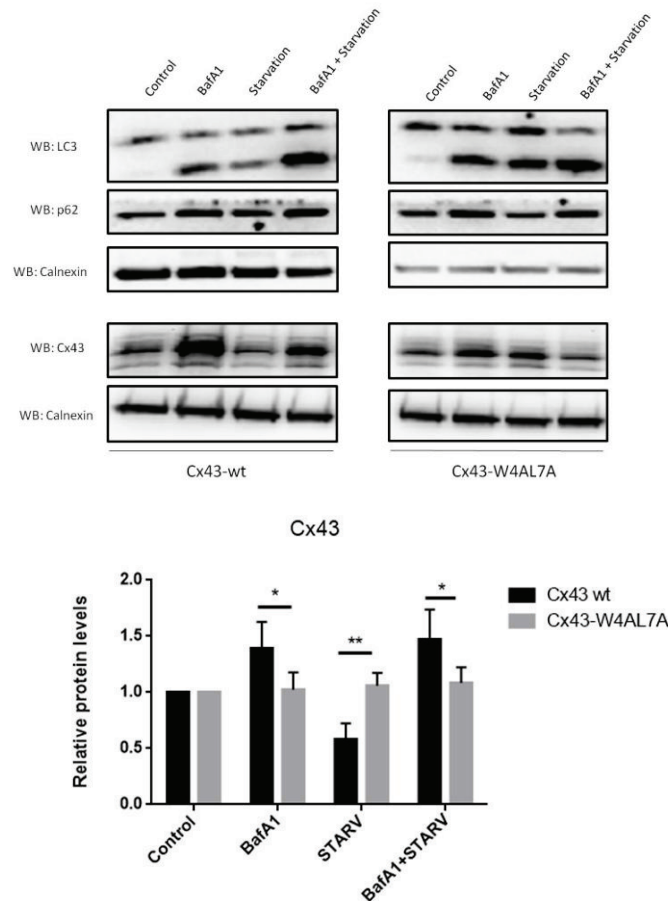 Control BafA1 Starvation BafA1 + Starvation
Control BafA1 Starvation BafA1 + Starvation
WB: LC3
WB: p62
WB: Calnexin
WB: Cx43
WB: Calnexin
Cx43-wt Cx43-W4AL7A
Cx43
Relative protein levels
2.0
1.5
1.0
0.5
0.0
* ** *
Control BafA1 STARV BafA1+STARV
Cx43 wt
Cx43-W4AL7A